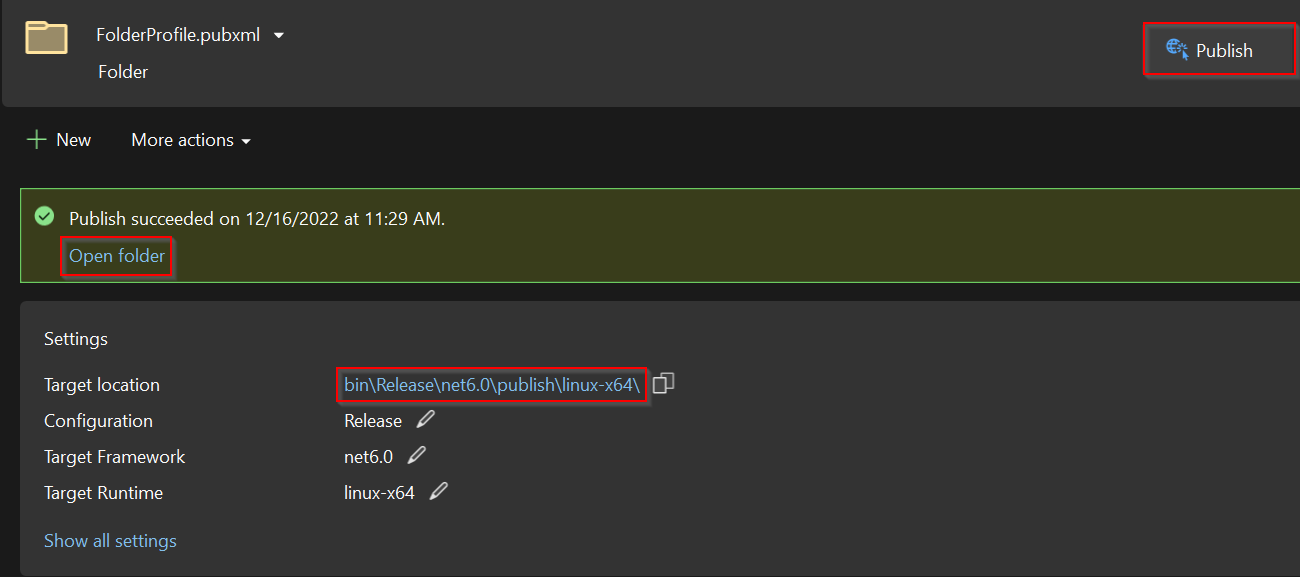 FolderProfile.pubxml
Folder
Publish
New
More actions
Publish succeeded on 12/16/2022 at 11:29 AM.
Open folder
Settings
Target location bin\Release\net6.0\publish\linux-x64\
Configuration Release
Target Framework net6.0
Target Runtime linux-x64
Show all settings